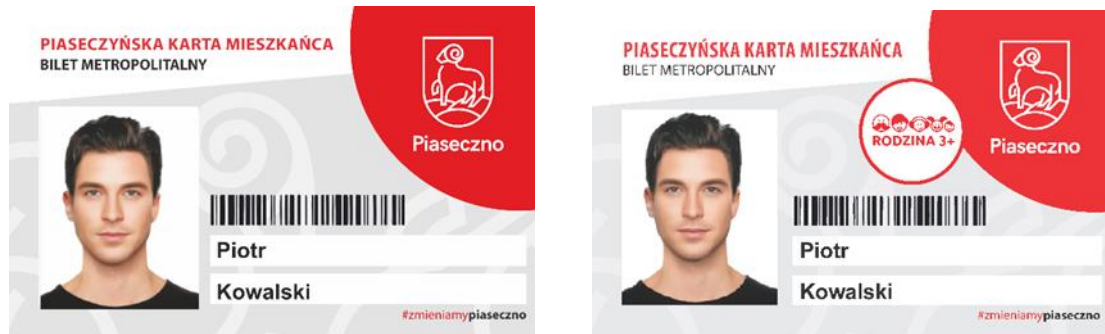 PIASECZYŃSKA KARTA MIESZKAŃCA
BILET METROPOLITALNY
Piaseczno
Piotr
Kowalski
#zmieniamypiaseczno
PIASECZYŃSKA KARTA MIESZKAŃCA
BILET METROPOLITALNY
RODZINA 3+
Piaseczno
Piotr
Kowalski
#zmieniamypiaseczno